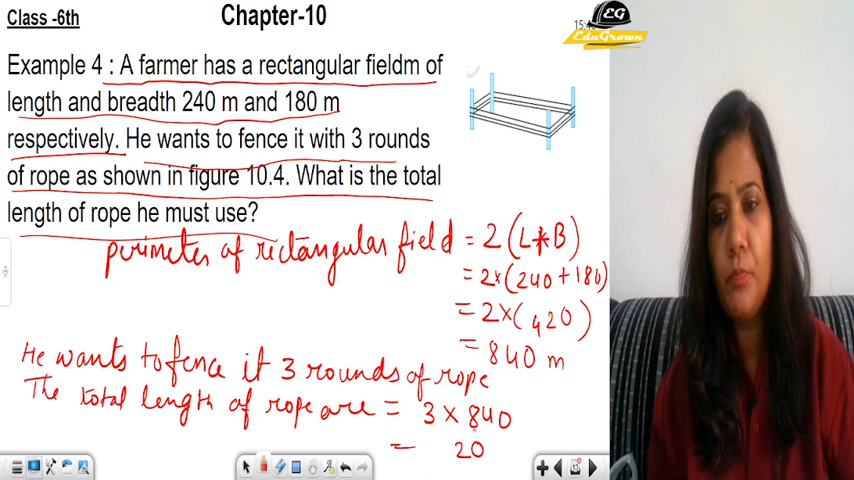 Class -6th
Chapter-10
15:4
EG
EduGrown
Example 4 : A farmer has a rectangular fieldm of
length and breadth 240 m and 180 m
respectively. He wants to fence it with 3 rounds
of rope as shown in figure 10.4. What is the total
length of rope he must use?
perimeter of rectangular field = 2 (L*B)
= 2×(240+180)
= 2×(420)
= 840 m
He wants to fence it 3 rounds of rope
The total length of rope are = 3 × 840
= 20